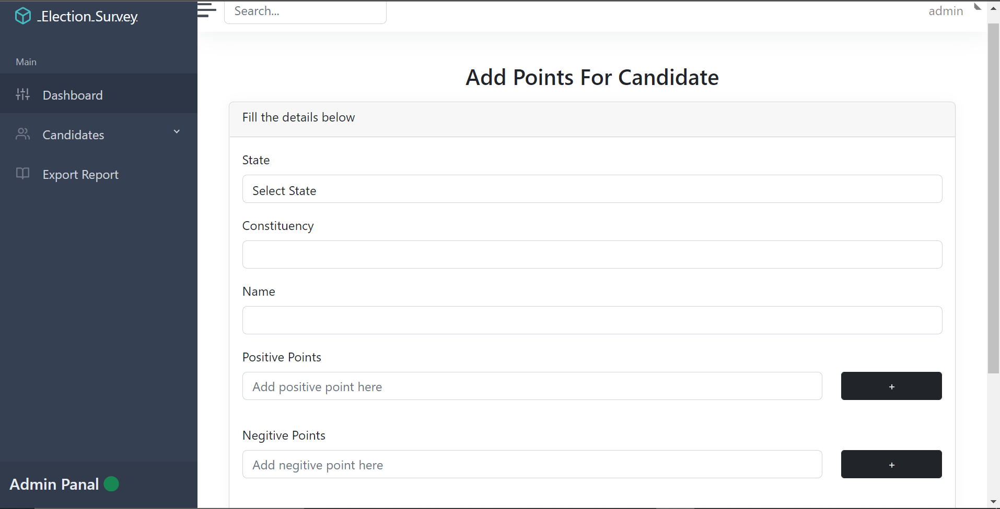 _Election_Survey
Main
Dashboard
Candidates
Export Report
Admin Panal
Search...
admin
Add Points For Candidate
Fill the details below
State
Select State
Constituency
Name
Positive Points
Add positive point here
+
Negitive Points
Add negitive point here
+